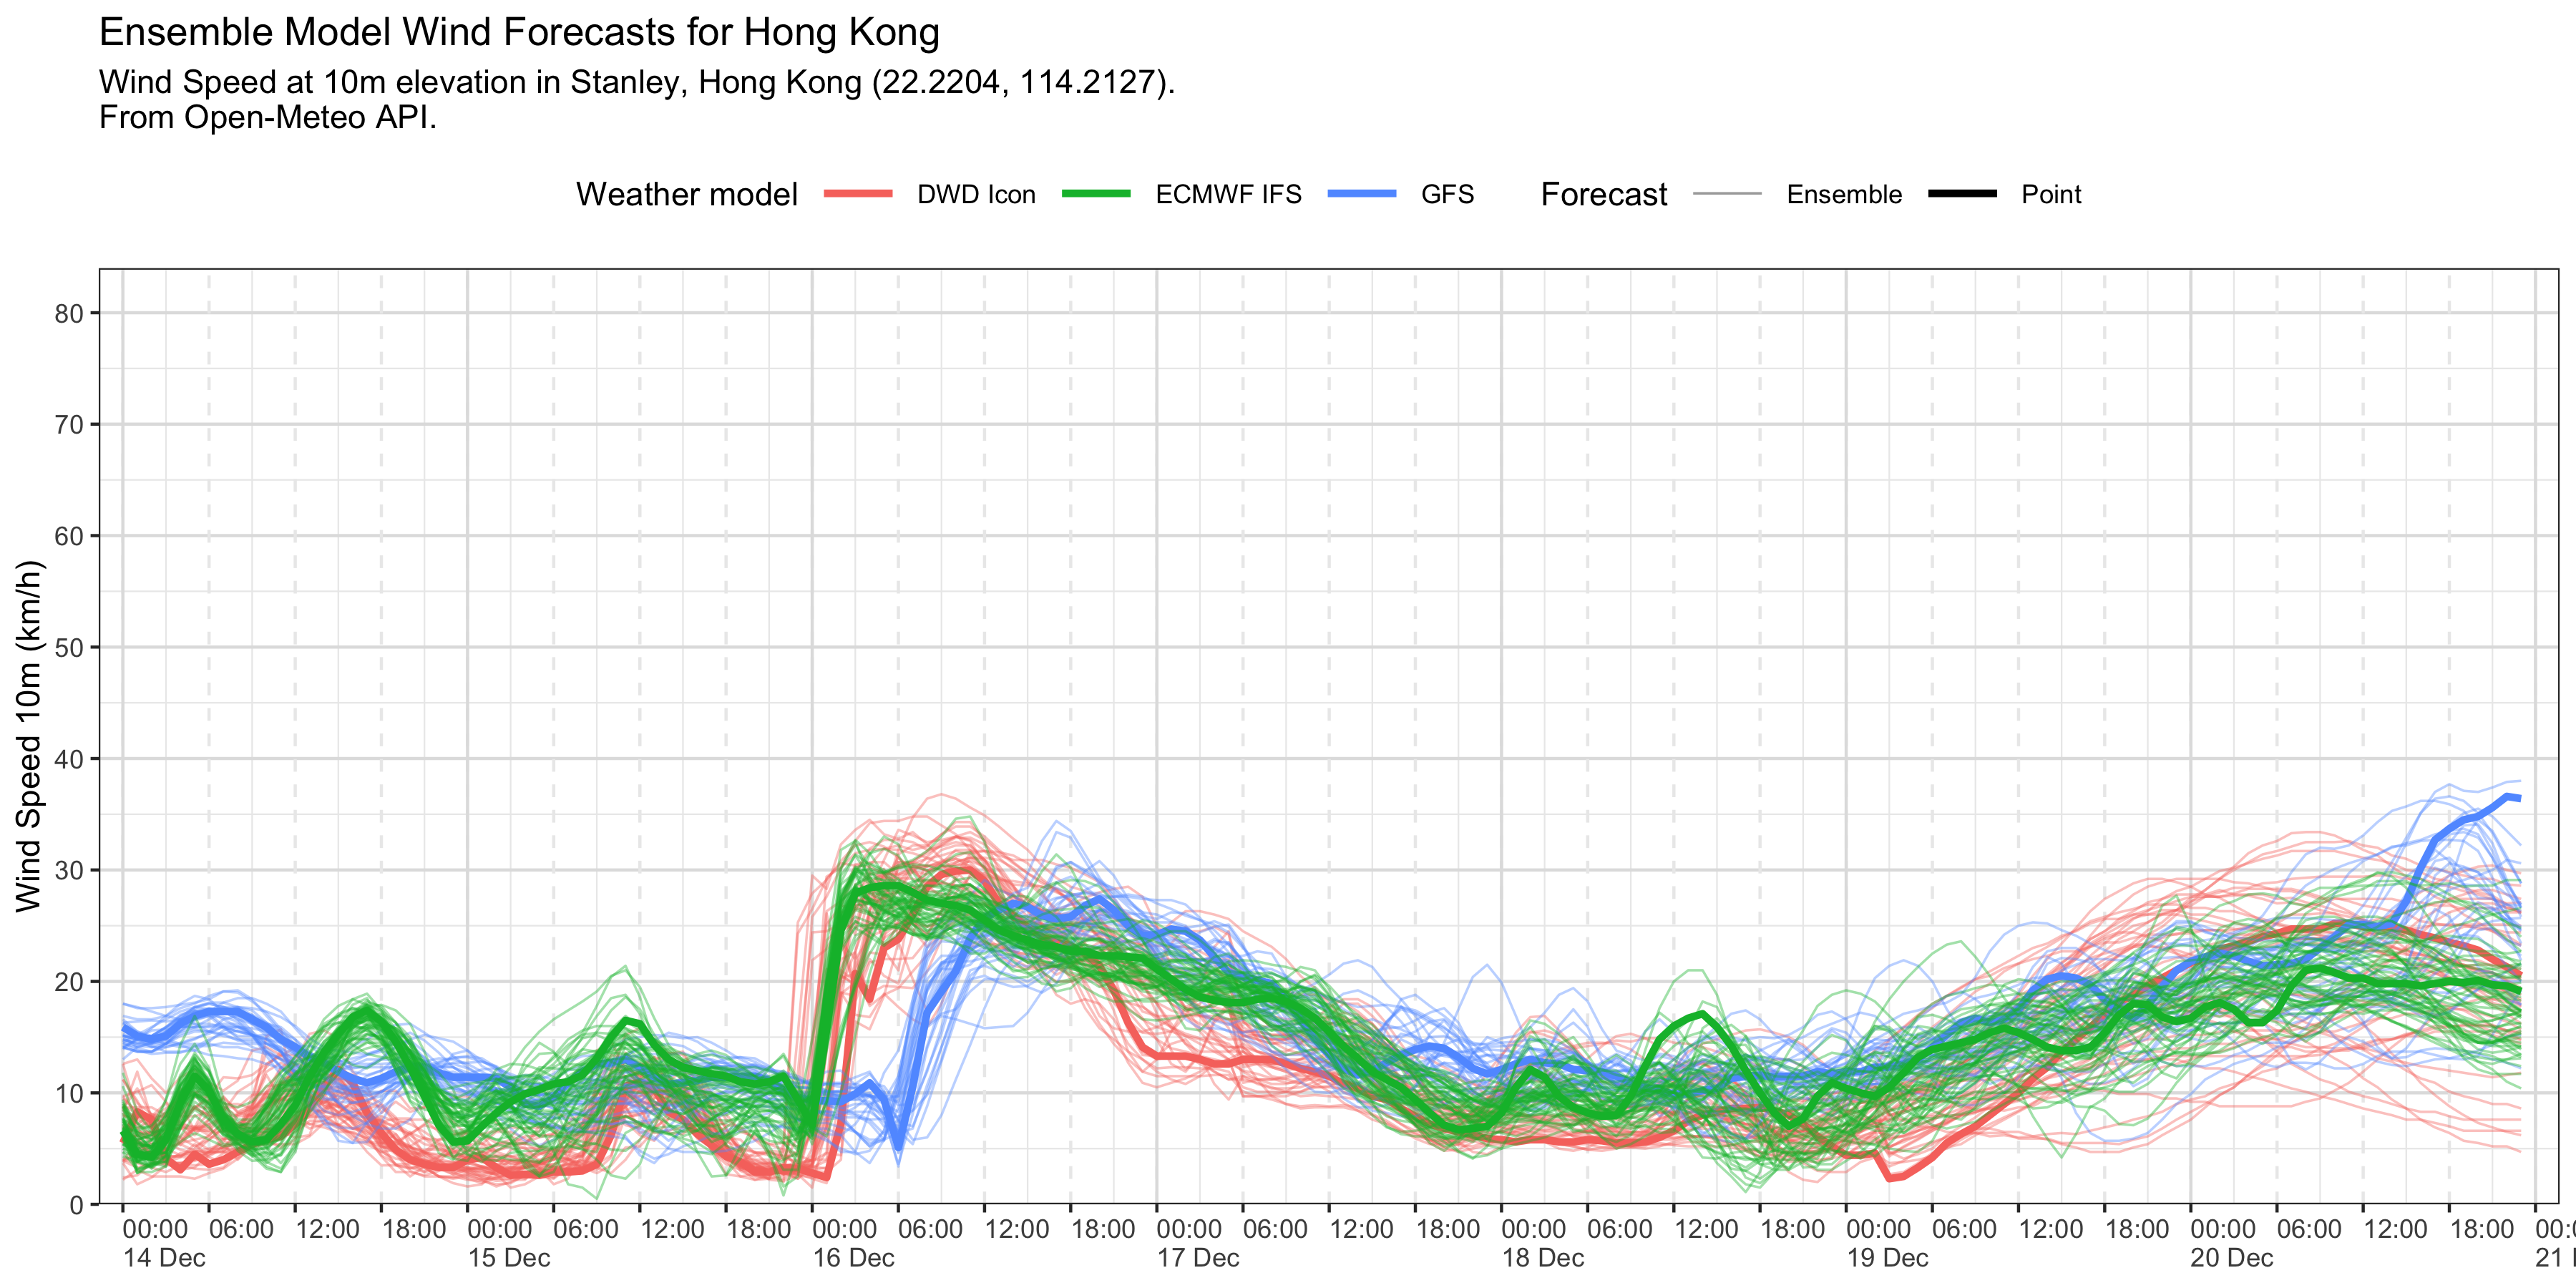 Ensemble Model Wind Forecasts for Hong Kong
Wind Speed at 10m elevation in Stanley, Hong Kong (22.2204, 114.2127).
From Open-Meteo API.
Weather model DWD Icon ECMWF IFS GFS Forecast Ensemble Point
Wind Speed 10m (km/h)
80
70
60
50
40
30
20
10
0
00:00 06:00 12:00 18:00 00:00 06:00 12:00 18:00 00:00 06:00 12:00 18:00 00:00 06:00 12:00 18:00 00:00 06:00 12:00 18:00 00:00 06:00 12:00 18:00 00:00 06:00 12:00 18:00
14 Dec 15 Dec 16 Dec 17 Dec 18 Dec 19 Dec 20 Dec 21